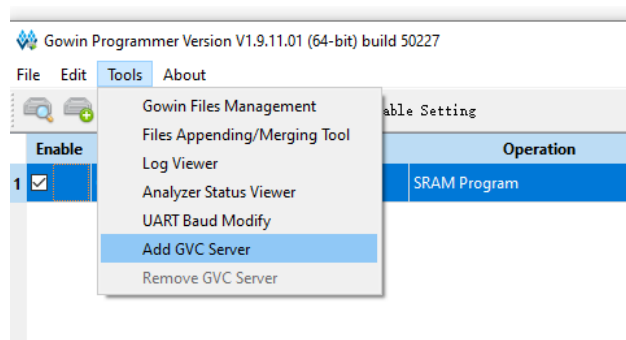 Gowin Programmer Version V1.9.11.01 (64-bit) build 50227
File Edit Tools About
Gowin Files Management
Files Appending/Merging Tool
Log Viewer
Analyzer Status Viewer
UART Baud Modify
Add GVC Server
Remove GVC Server
Setting
Enable
Operation
1
SRAM Program